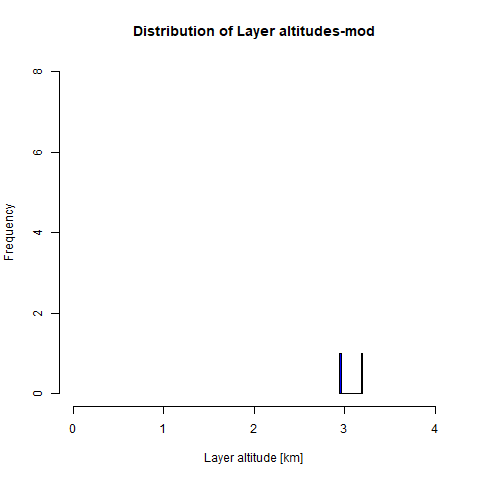 Distribution of Layer altitudes-mod
8
6
4
2
0
Frequency
0 1 2 3 4
Layer altitude [km]